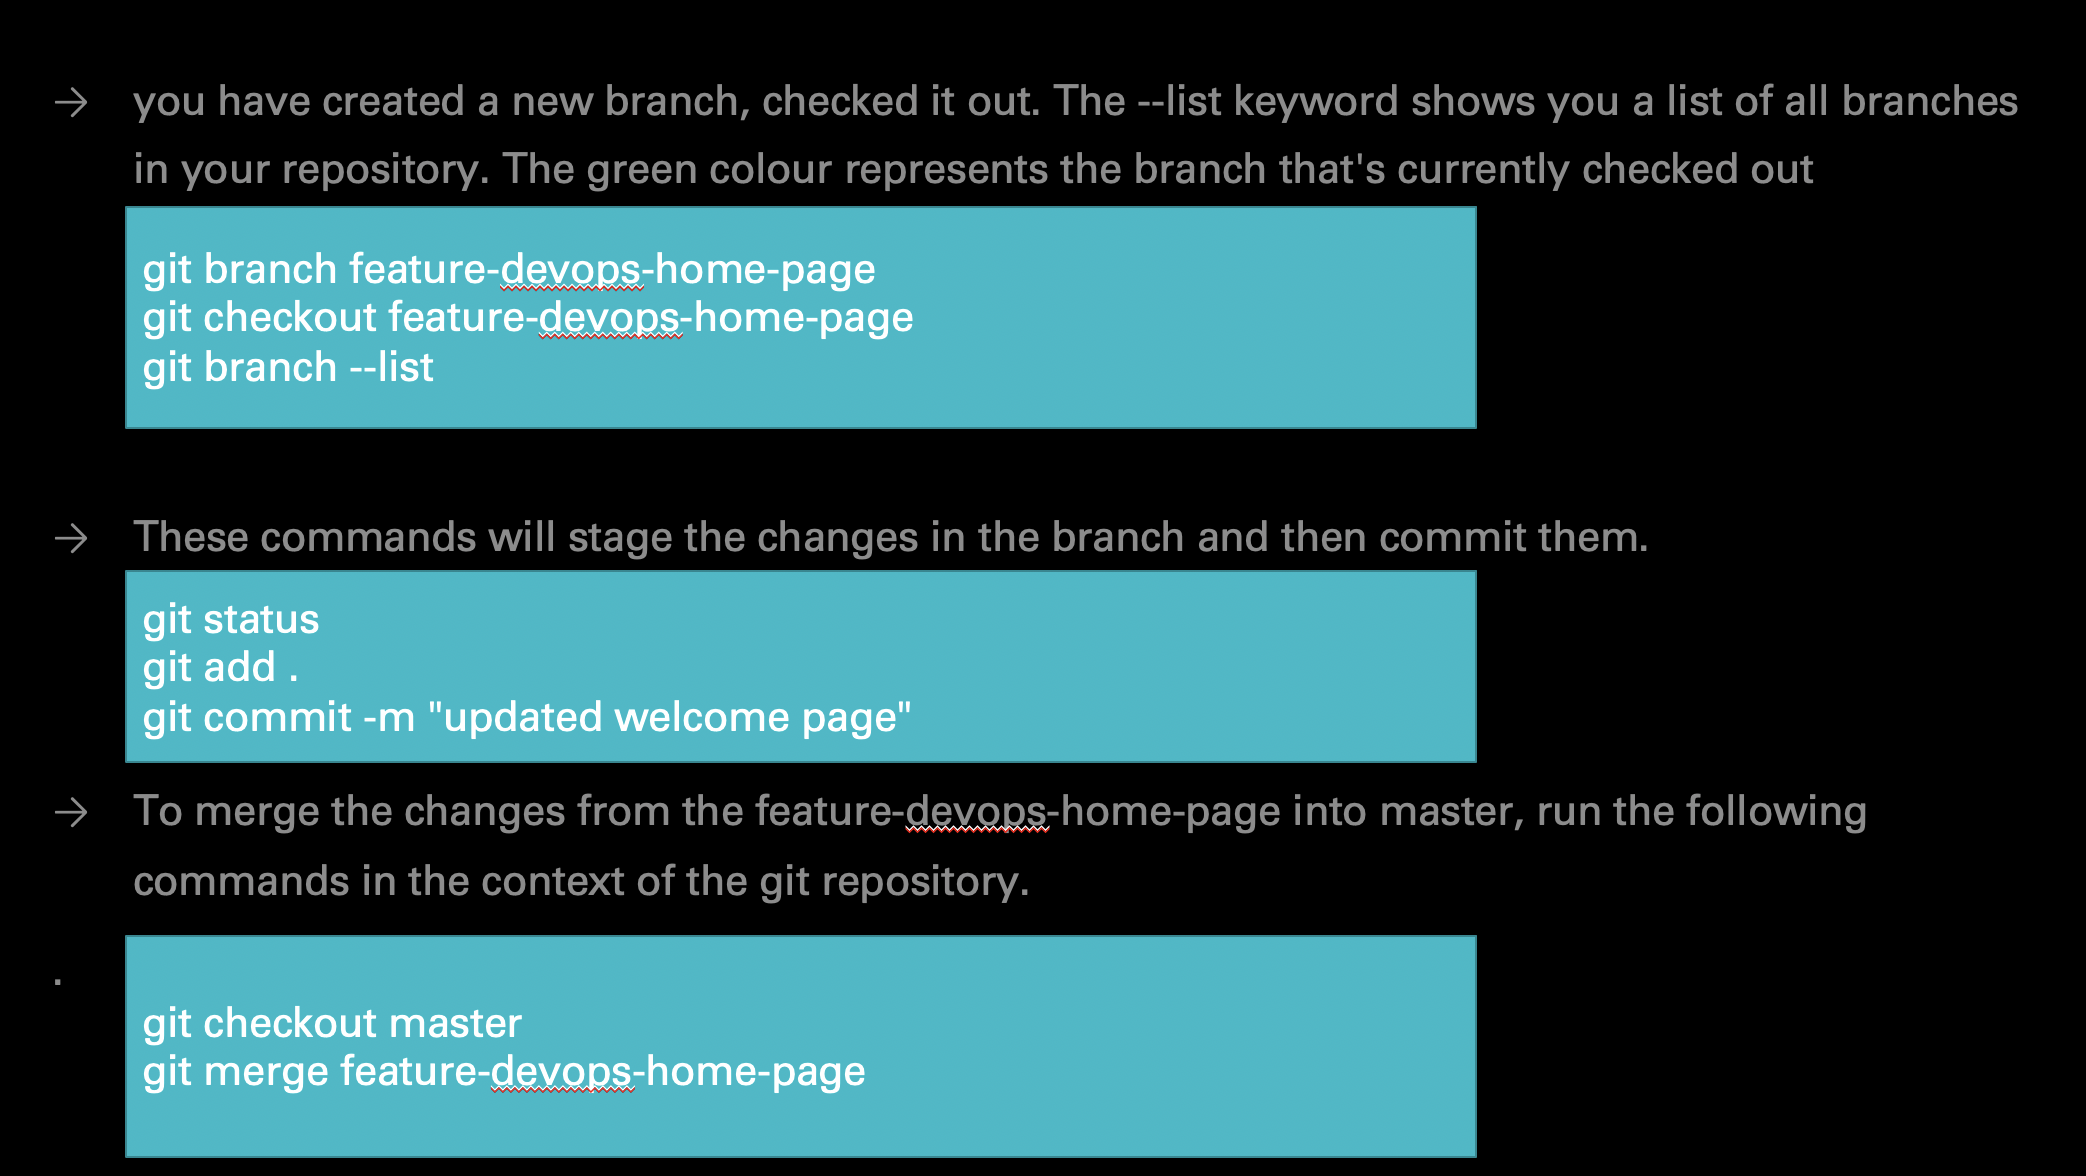 → you have created a new branch, checked it out. The --list keyword shows you a list of all branches
in your repository. The green colour represents the branch that's currently checked out
git branch feature-devops-home-page
git checkout feature-devops-home-page
git branch --list
→ These commands will stage the changes in the branch and then commit them.
git status
git add .
git commit -m "updated welcome page"
→ To merge the changes from the feature-devops-home-page into master, run the following
commands in the context of the git repository.
.
git checkout master
git merge feature-devops-home-page